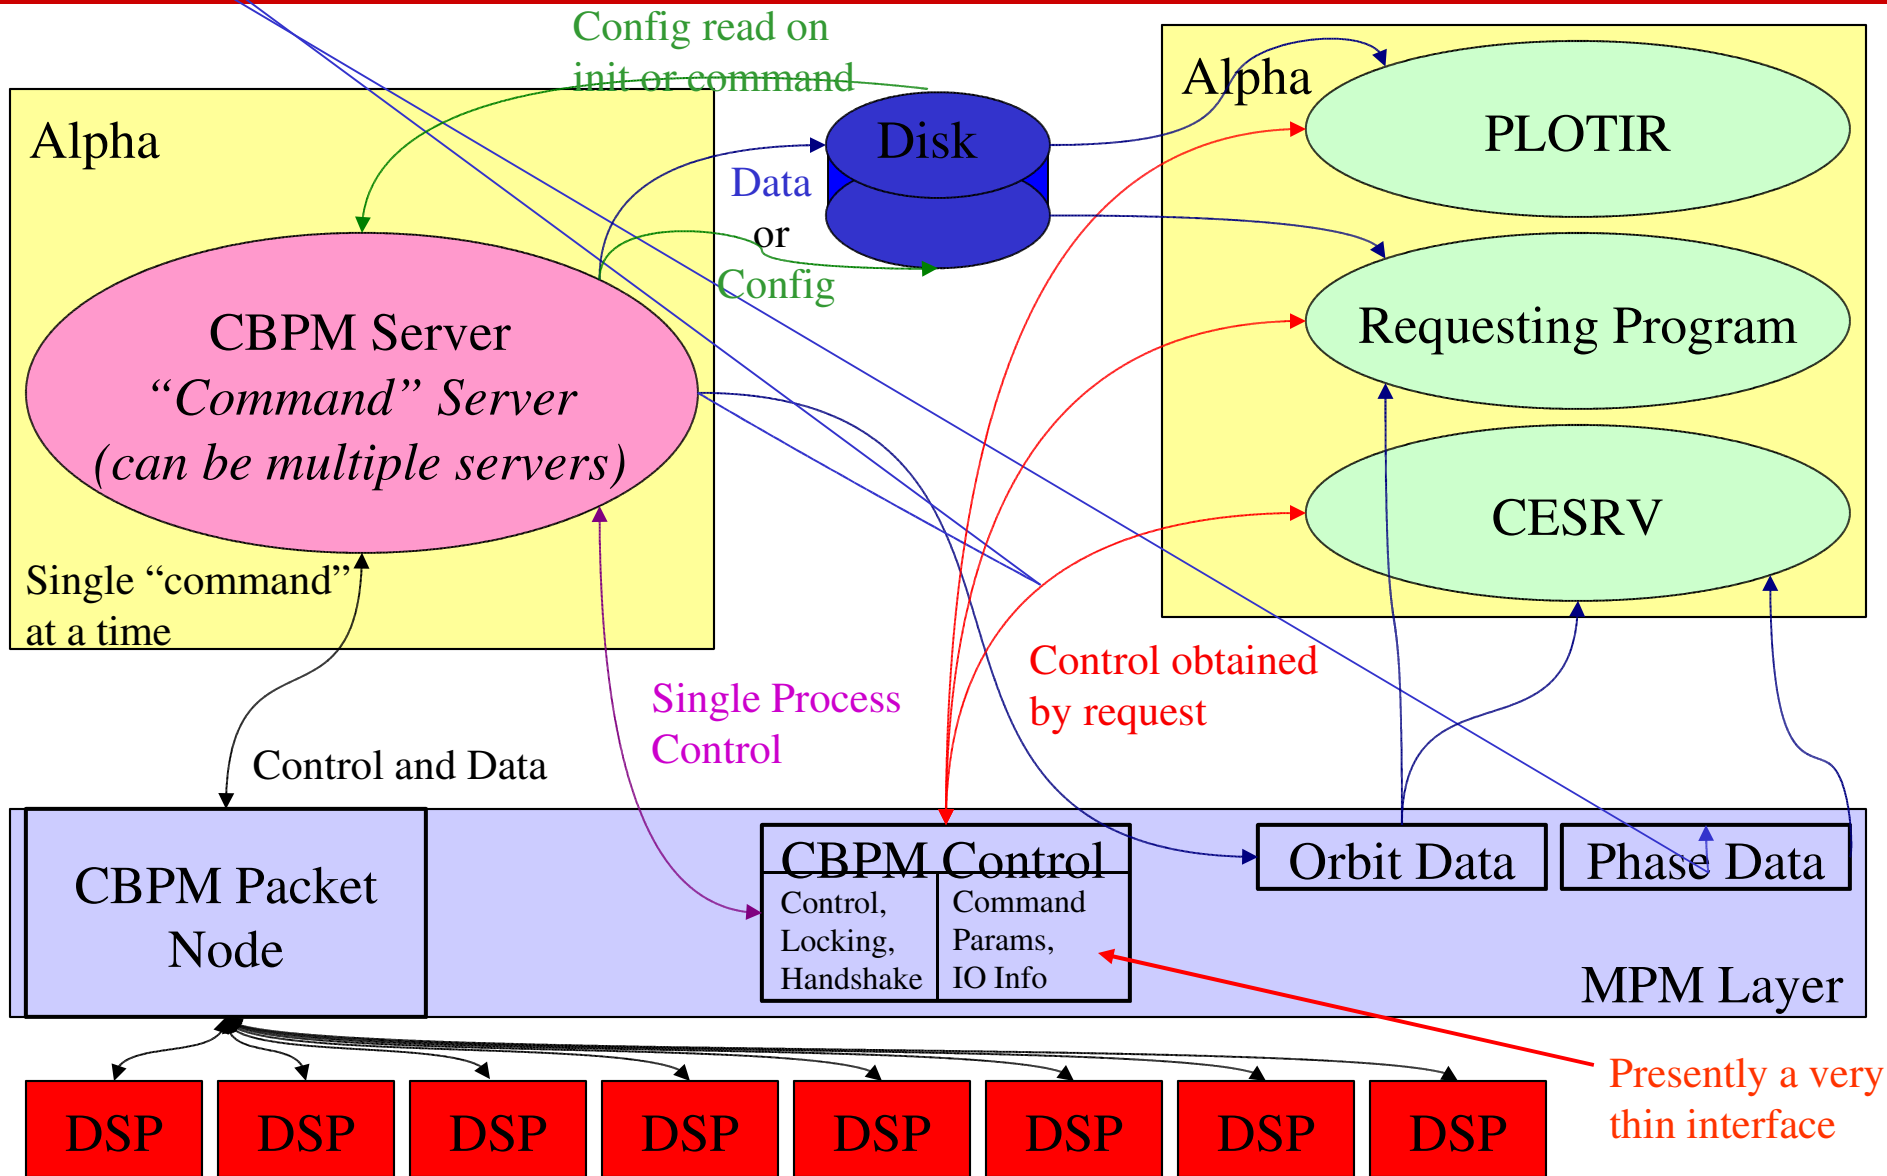 Config read on
init or command
Alpha
Alpha
Disk
PLOTIR
Data
or
Config
CBPM Server
“Command” Server
(can be multiple servers)
Requesting Program
CESRV
Single “command”
at a time
Control obtained
by request
Single Process
Control
Control and Data
CBPM Packet
Node
CBPM Control
Control,
Locking,
Handshake
Command
Params,
IO Info
Orbit Data
Phase Data
MPM Layer
Presently a very
thin interface
DSP
DSP
DSP
DSP
DSP
DSP
DSP
DSP